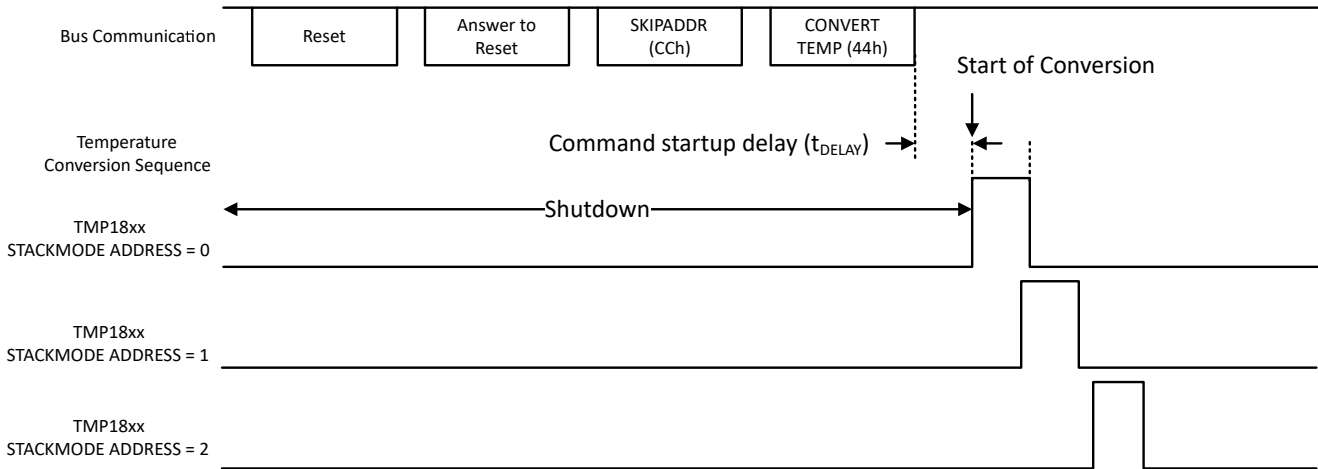 Bus Communication
Reset
Answer to
Reset
SKIPADDR
(CCh)
CONVERT
TEMP (44h)
Start of Conversion
Temperature
Conversion Sequence
Command startup delay (tDELAY)
Shutdown
TMP18xx
STACKMODE ADDRESS = 0
TMP18xx
STACKMODE ADDRESS = 1
TMP18xx
STACKMODE ADDRESS = 2